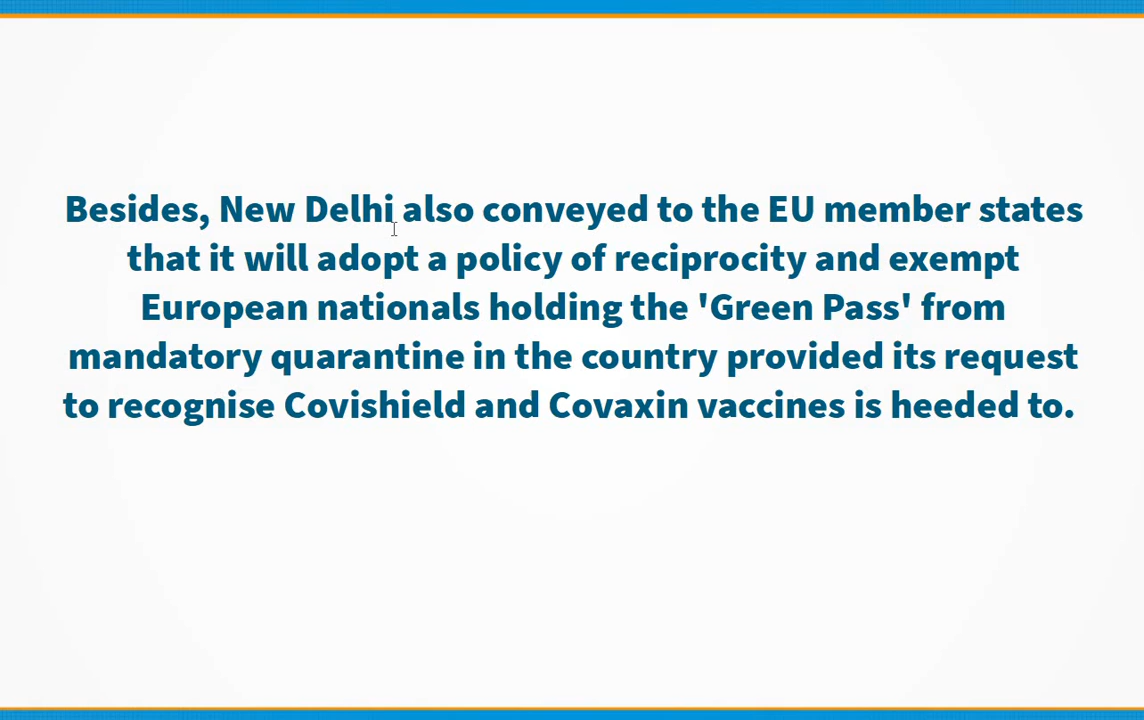 Besides, New Delhi also conveyed to the EU member states
that it will adopt a policy of reciprocity and exempt
European nationals holding the 'Green Pass' from
mandatory quarantine in the country provided its request
to recognise Covishield and Covaxin vaccines is heeded to.